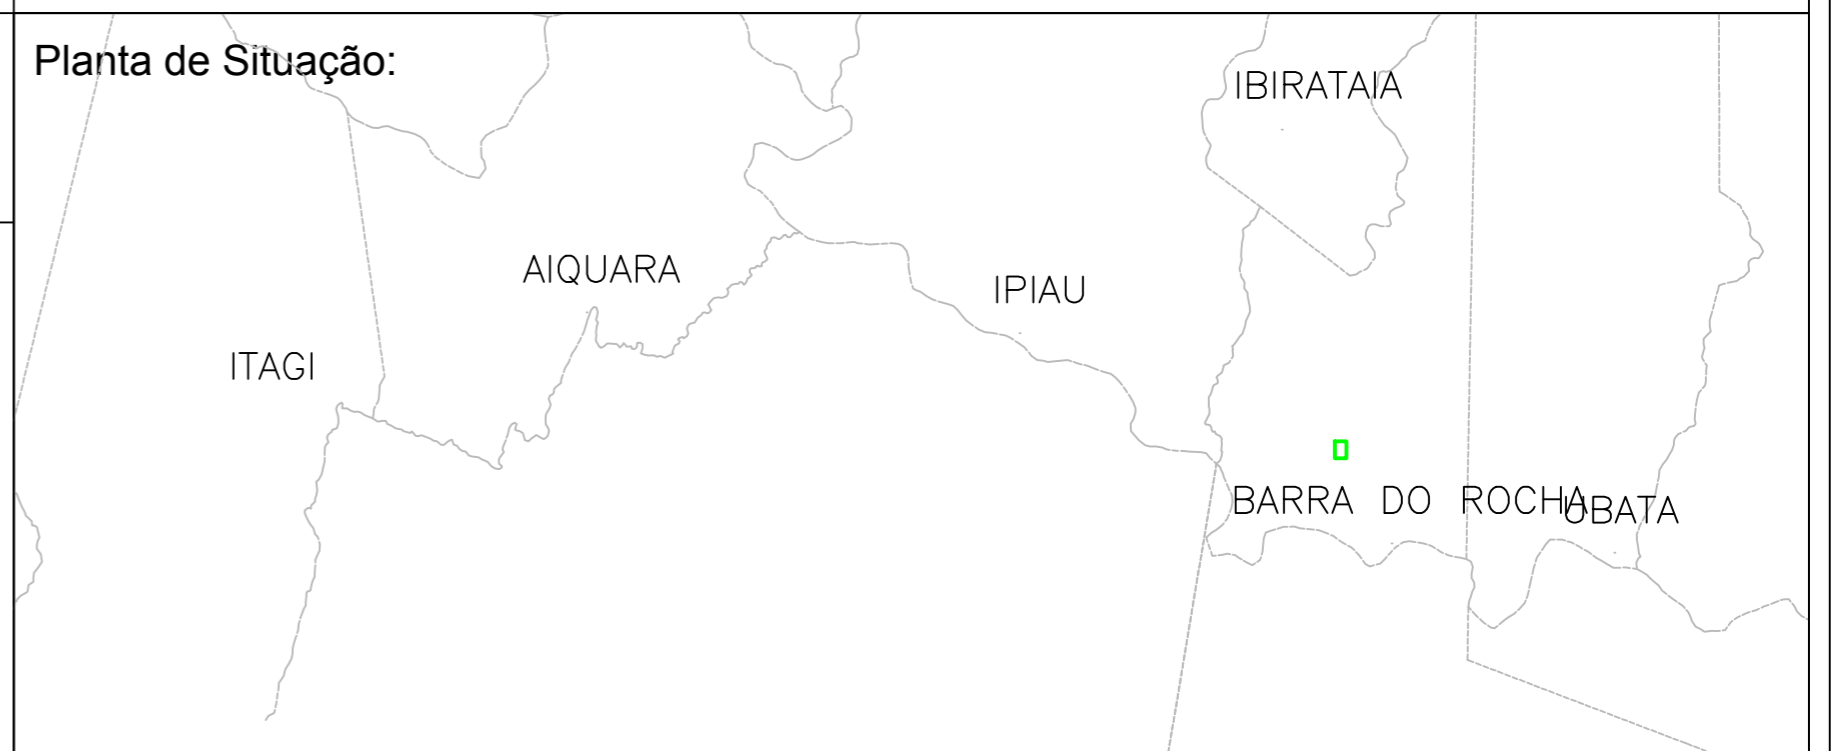 Planta de Situação:
IBIRATAIA
AIQUARA
IPIAU
ITAGI
BARRA DO ROCHA
UBATA